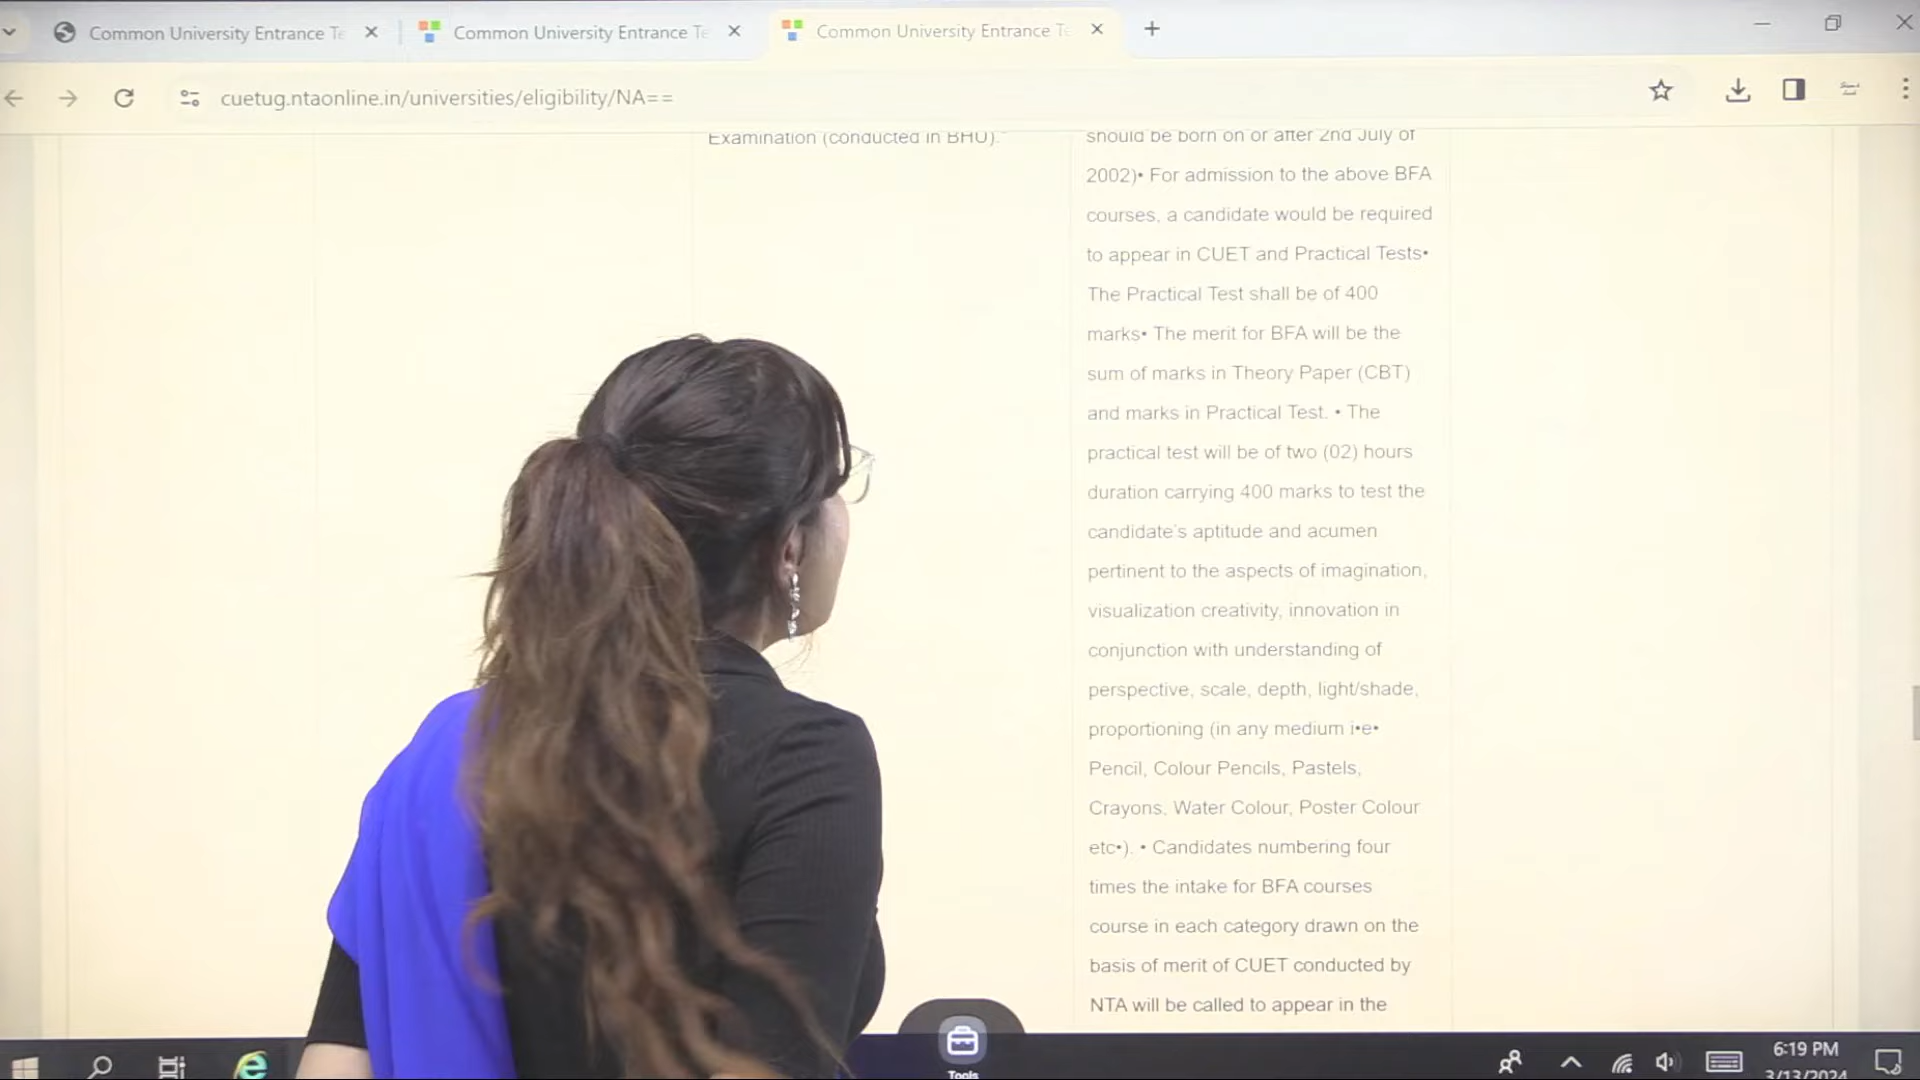 Common University Entrance Te
Common University Entrance Te
Common University Entrance Te
cuetug.ntaonline.in/universities/eligibility/NA==
Examination (conducted in BHU).
should be born on or after 2nd July of
2002)• For admission to the above BFA
courses, a candidate would be required
to appear in CUET and Practical Tests•
The Practical Test shall be of 400
marks• The merit for BFA will be the
sum of marks in Theory Paper (CBT)
and marks in Practical Test. • The
practical test will be of two (02) hours
duration carrying 400 marks to test the
candidate's aptitude and acumen
pertinent to the aspects of imagination,
visualization creativity, innovation in
conjunction with understanding of
perspective, scale, depth, light/shade,
proportioning (in any medium i•e•
Pencil, Colour Pencils, Pastels,
Crayons, Water Colour, Poster Colour
etc•). • Candidates numbering four
times the intake for BFA courses
course in each category drawn on the
basis of merit of CUET conducted by
NTA will be called to appear in the
Tools
6:19 PM
3/13/2024